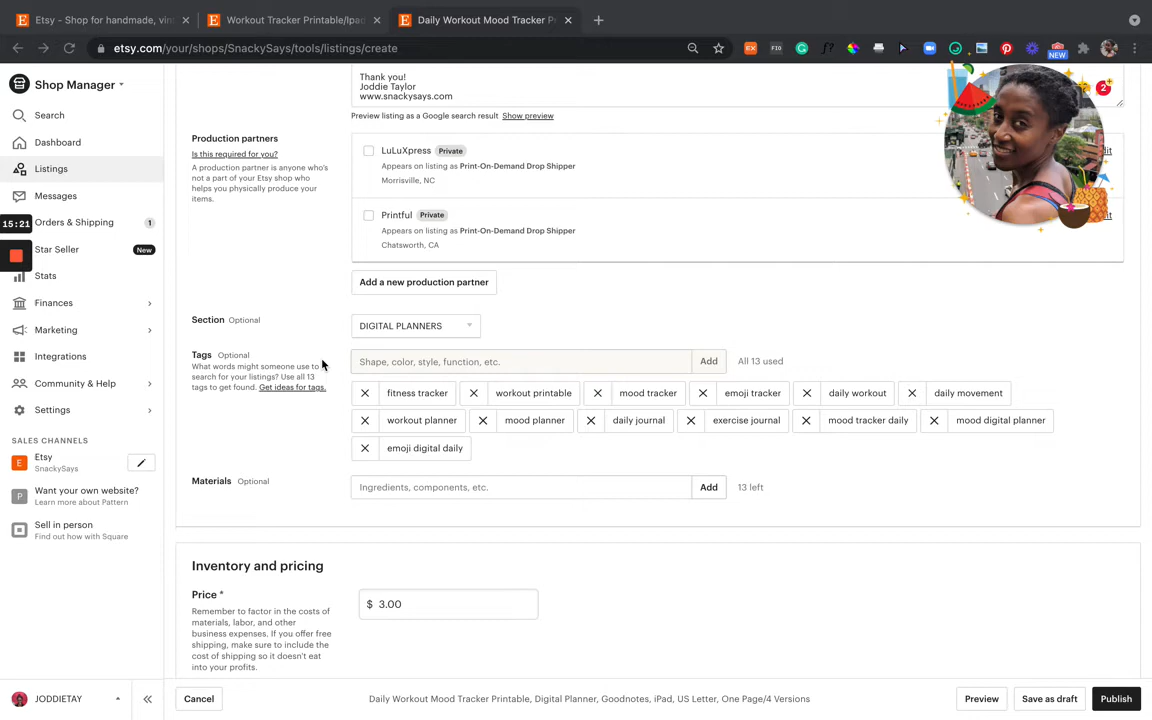 Etsy - Shop for handmade, vin
Workout Tracker Printable/Ipad
Daily Workout Mood Tracker P
etsy.com/your/shops/SnackySays/tools/listings/create
EX
FIO
f?
NEW
Shop Manager
Search
Dashboard
Listings
Messages
15:21
Orders & Shipping
1
Star Seller
New
Stats
Finances
Marketing
Integrations
Community & Help
Settings
SALES CHANNELS
Etsy
SnackySays
Want your own website?
Learn more about Pattern
Sell in person
Find out how with Square
JODDIETAY
Thank you!
Joddie Taylor
www.snackysays.com
2
Preview listing as a Google search result Show preview
Production partners
Is this required for you?
A production partner is anyone who's
not a part of your Etsy shop who
helps you physically produce your
items.
LuLuXpress Private
Appears on listing as Print-On-Demand Drop Shipper
Morrisville, NC
Printful Private
Appears on listing as Print-On-Demand Drop Shipper
Chatsworth, CA
Add a new production partner
Section Optional
DIGITAL PLANNERS
Tags Optional
What words might someone use to
search for your listings? Use all 13
tags to get found. Get ideas for tags.
Shape, color, style, function, etc.
Add
All 13 used
fitness tracker
workout printable
mood tracker
emoji tracker
daily workout
daily movement
workout planner
mood planner
daily journal
exercise journal
mood tracker daily
mood digital planner
emoji digital daily
Materials Optional
Ingredients, components, etc.
Add
13 left
Inventory and pricing
Price *
Remember to factor in the costs of
materials, labor, and other
business expenses. If you offer free
shipping, make sure to include the
cost of shipping so it doesn't eat
into your profits.
$ 3.00
Cancel
Daily Workout Mood Tracker Printable, Digital Planner, Goodnotes, iPad, US Letter, One Page/4 Versions
Preview
Save as draft
Publish